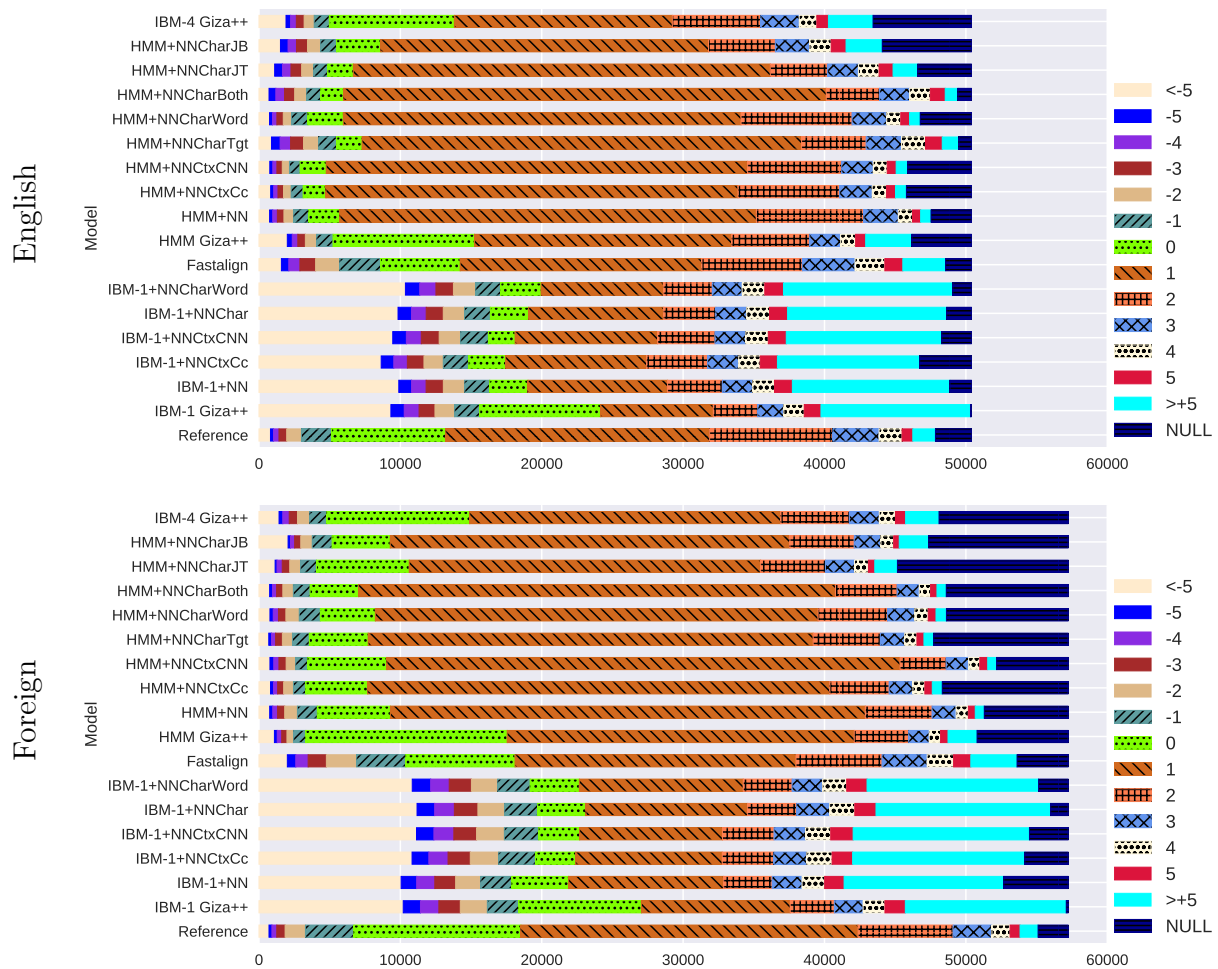 English
Model
IBM-4 Giza++
HMM+NNCharJB
HMM+NNCharJT
HMM+NNCharBoth
HMM+NNCharWord
HMM+NNCharTgt
HMM+NNCtxCNN
HMM+NNCtxCc
HMM+NN
HMM Giza++
Fastalign
IBM-1+NNCharWord
IBM-1+NNChar
IBM-1+NNCtxCNN
IBM-1+NNCtxCc
IBM-1+NN
IBM-1 Giza++
Reference
0 10000 20000 30000 40000 50000 60000
<-5
-5
-4
-3
-2
-1
0
1
2
3
4
5
>+5
NULL
Foreign
Model
IBM-4 Giza++
HMM+NNCharJB
HMM+NNCharJT
HMM+NNCharBoth
HMM+NNCharWord
HMM+NNCharTgt
HMM+NNCtxCNN
HMM+NNCtxCc
HMM+NN
HMM Giza++
Fastalign
IBM-1+NNCharWord
IBM-1+NNChar
IBM-1+NNCtxCNN
IBM-1+NNCtxCc
IBM-1+NN
IBM-1 Giza++
Reference
0 10000 20000 30000 40000 50000 60000
<-5
-5
-4
-3
-2
-1
0
1
2
3
4
5
>+5
NULL